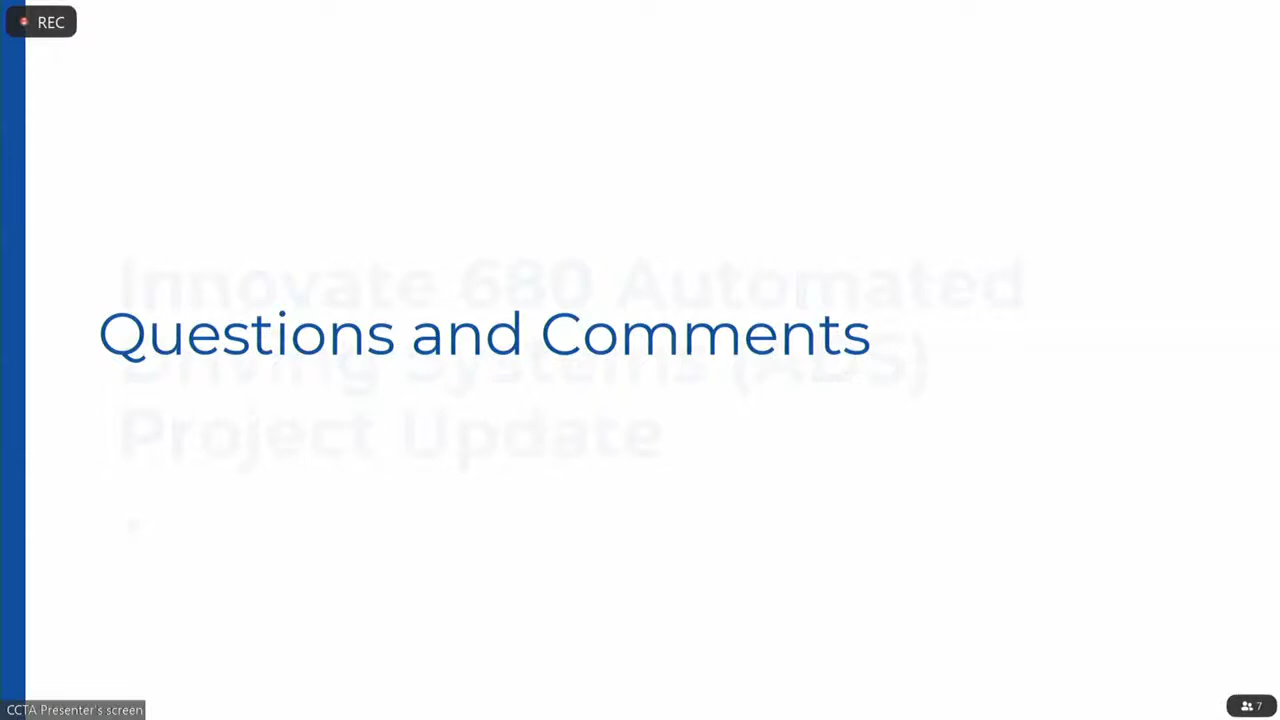 REC
Innovate 680 Automated
Questions and Comments
Driving Systems (ADS)
Project Update
CCTA Presenter's screen
7